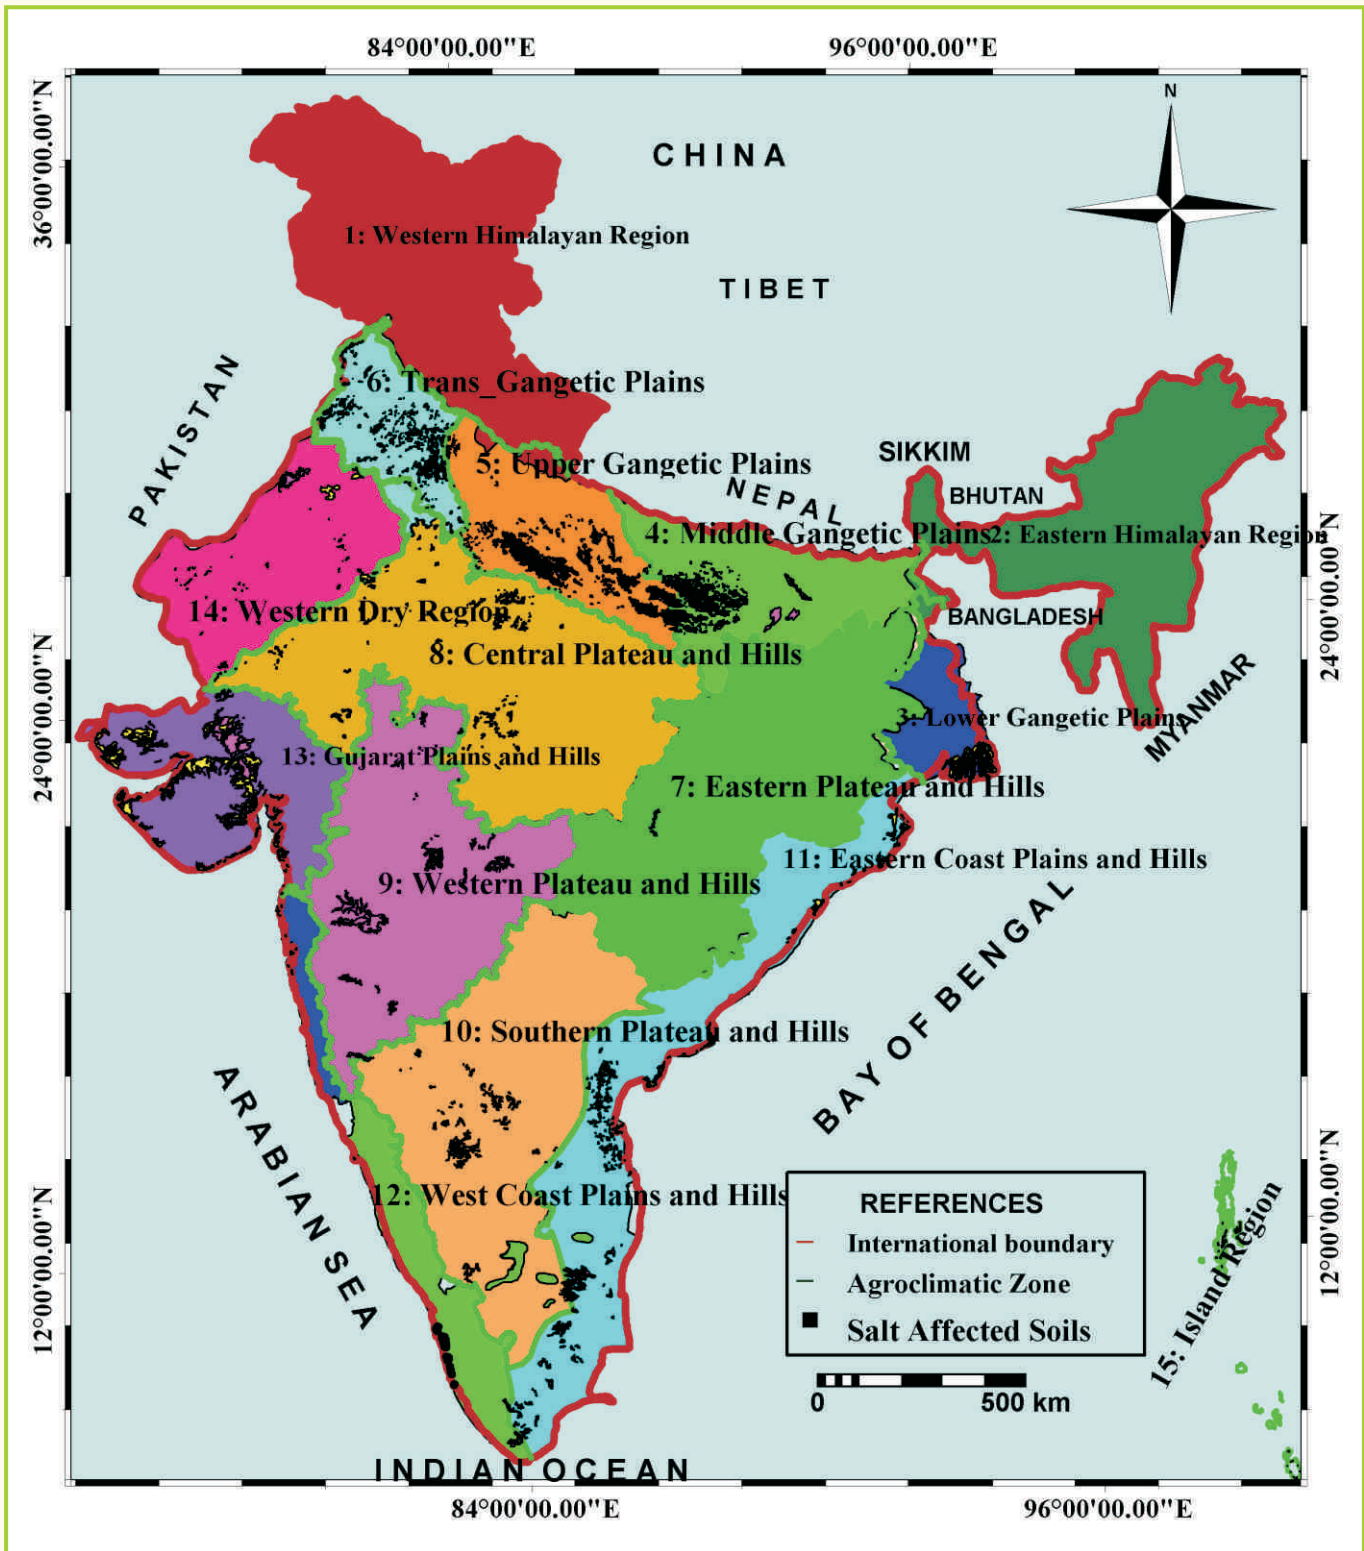 84°00'00.00"E
96°00'00.00"E
N
36°00'00.00"N
CHINA
1: Western Himalayan Region
TIBET
PAKISTAN
6: Trans_Gangetic Plains
SIKKIM
5: Upper Gangetic Plains
NEPAL
BHUTAN
4: Middle Gangetic Plains
2: Eastern Himalayan Region
24°00'00.00"N
14: Western Dry Region
BANGLADESH
8: Central Plateau and Hills
24°00'00.00"N
3: Lower Gangetic Plains
MYANMAR
13: Gujarat Plains and Hills
7: Eastern Plateau and Hills
11: Eastern Coast Plains and Hills
9: Western Plateau and Hills
BAY OF BENGAL
10: Southern Plateau and Hills
ARABIAN SEA
12: West Coast Plains and Hills
12°00'00.00"N
REFERENCES
International boundary
Agroclimatic Zone
Salt Affected Soils
15: Island Region
12°00'00.00"N
0 500 km
INDIAN OCEAN
84°00'00.00"E
96°00'00.00"E